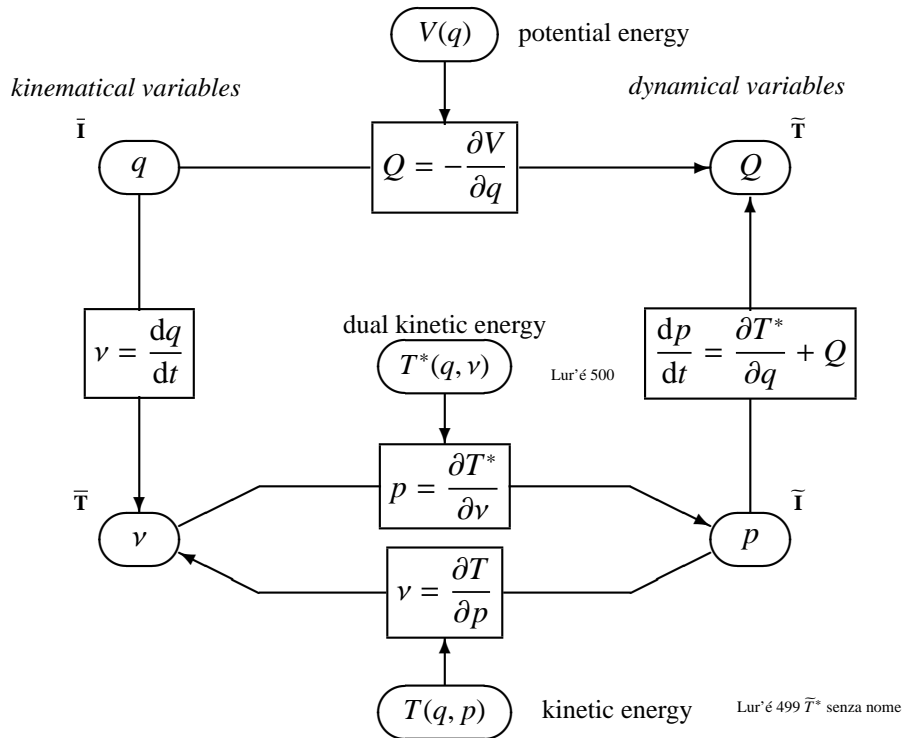 V(q) potential energy
kinematical variables dynamical variables
Ī T̃
q Q = −∂V/∂q Q
ν = dq/dt
dual kinetic energy
T*(q, ν)
Lur'é 500
dp/dt = ∂T*/∂q + Q
T̄ Ĩ
p = ∂T*/∂ν
ν p
ν = ∂T/∂p
T(q, p) kinetic energy
Lur'é 499 T̃* senza nome